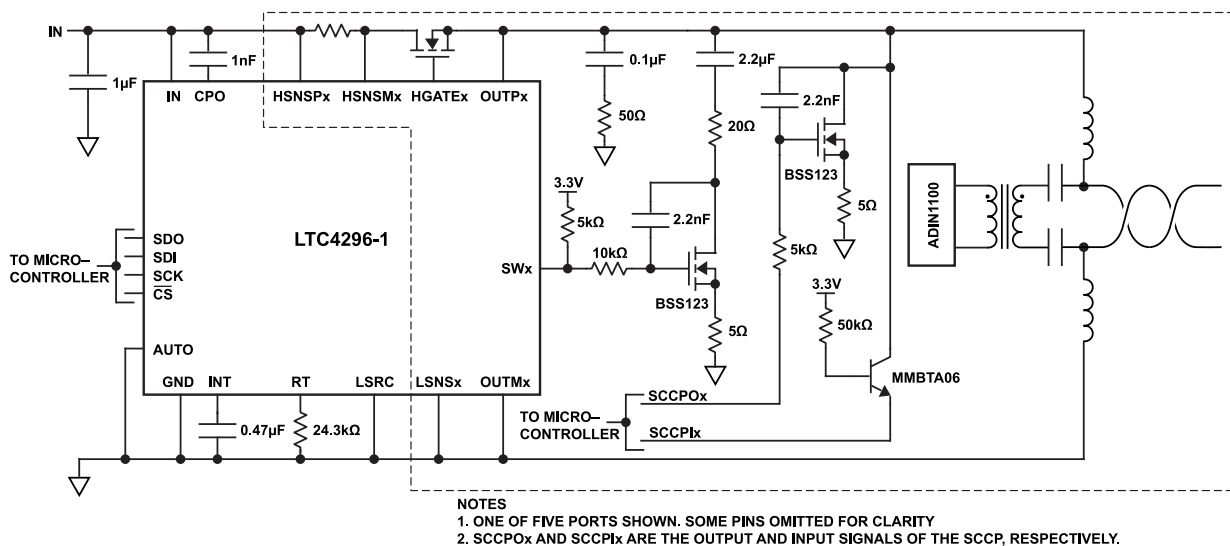 IN
1µF
1nF
0.1µF
2.2µF
2.2nF
50Ω
20Ω
IN CPO HSNSPx HSNSMx HGATEx OUTPx
BSS123
5Ω
5kΩ
3.3V
5kΩ
2.2nF
10kΩ
BSS123
5Ω
LTC4296-1
SWx
TO MICRO–
CONTROLLER
SDO
SDI
SCK
CS
AUTO
GND INT RT LSRC LSNSx OUTMx
0.47µF
24.3kΩ
3.3V
50kΩ
MMBTA06
ADIN1100
TO MICRO–
CONTROLLER
SCCPOx
SCCPIx
NOTES
1. ONE OF FIVE PORTS SHOWN. SOME PINS OMITTED FOR CLARITY
2. SCCPOx AND SCCPIx ARE THE OUTPUT AND INPUT SIGNALS OF THE SCCP, RESPECTIVELY.